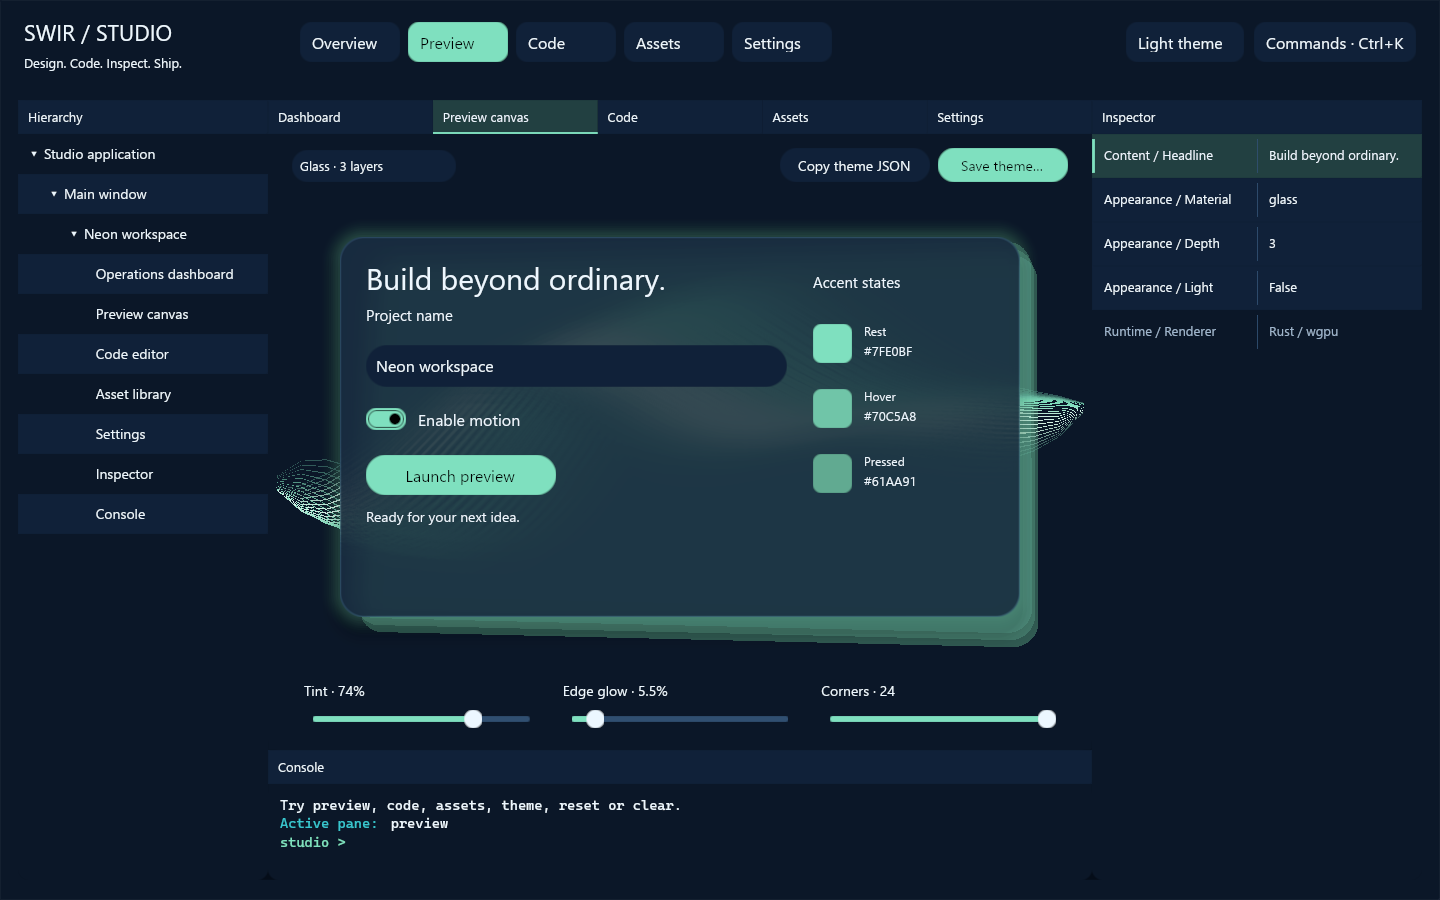 SWIR / STUDIO
Design. Code. Inspect. Ship.
Overview
Preview
Code
Assets
Settings
Light theme
Commands · Ctrl+K
Hierarchy
Studio application
Main window
Neon workspace
Operations dashboard
Preview canvas
Code editor
Asset library
Settings
Inspector
Console
Dashboard
Preview canvas
Code
Assets
Settings
Glass · 3 layers
Copy theme JSON
Save theme...
Build beyond ordinary.
Project name
Neon workspace
Enable motion
Launch preview
Ready for your next idea.
Accent states
Rest
#7FE0BF
Hover
#70C5A8
Pressed
#61AA91
Tint · 74%
Edge glow · 5.5%
Corners · 24
Console
Try preview, code, assets, theme, reset or clear.
Active pane: preview
studio >
Inspector
Content / Headline Build beyond ordinary.
Appearance / Material glass
Appearance / Depth 3
Appearance / Light False
Runtime / Renderer Rust / wgpu